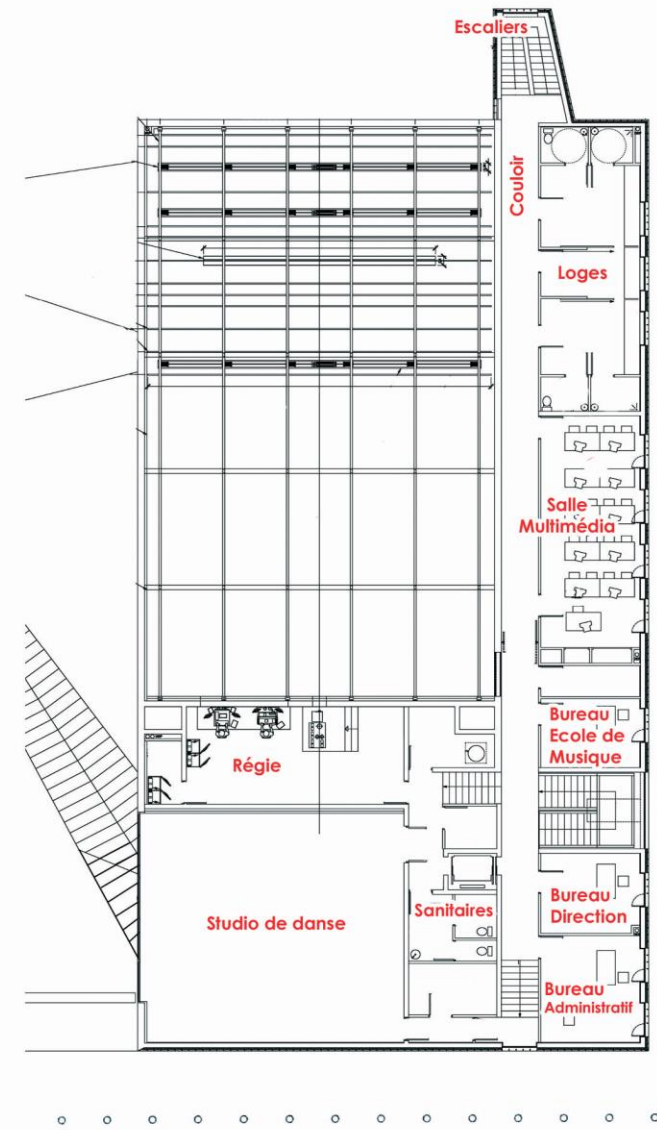 Escaliers
Couloir
Loges
Salle
Multimédia
Bureau
Ecole de
Musique
Régie
Studio de danse
Sanitaires
Bureau
Direction
Bureau
Administratif